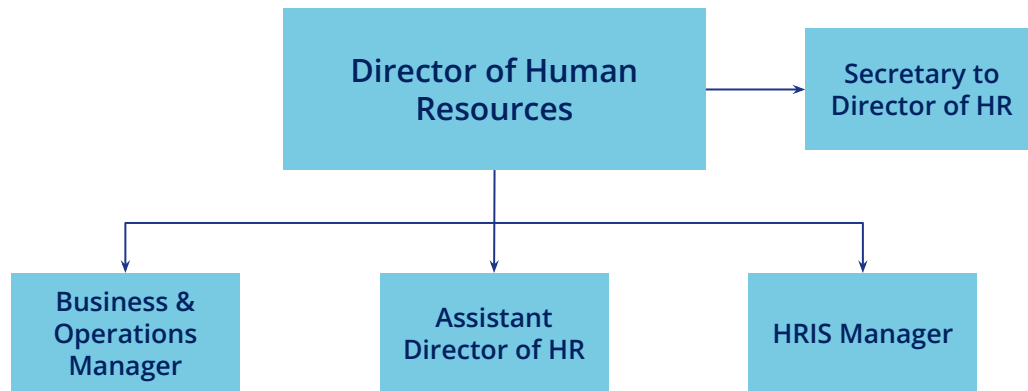 Director of Human
Resources
Secretary to
Director of HR
Business &
Operations
Manager
Assistant
Director of HR
HRIS Manager